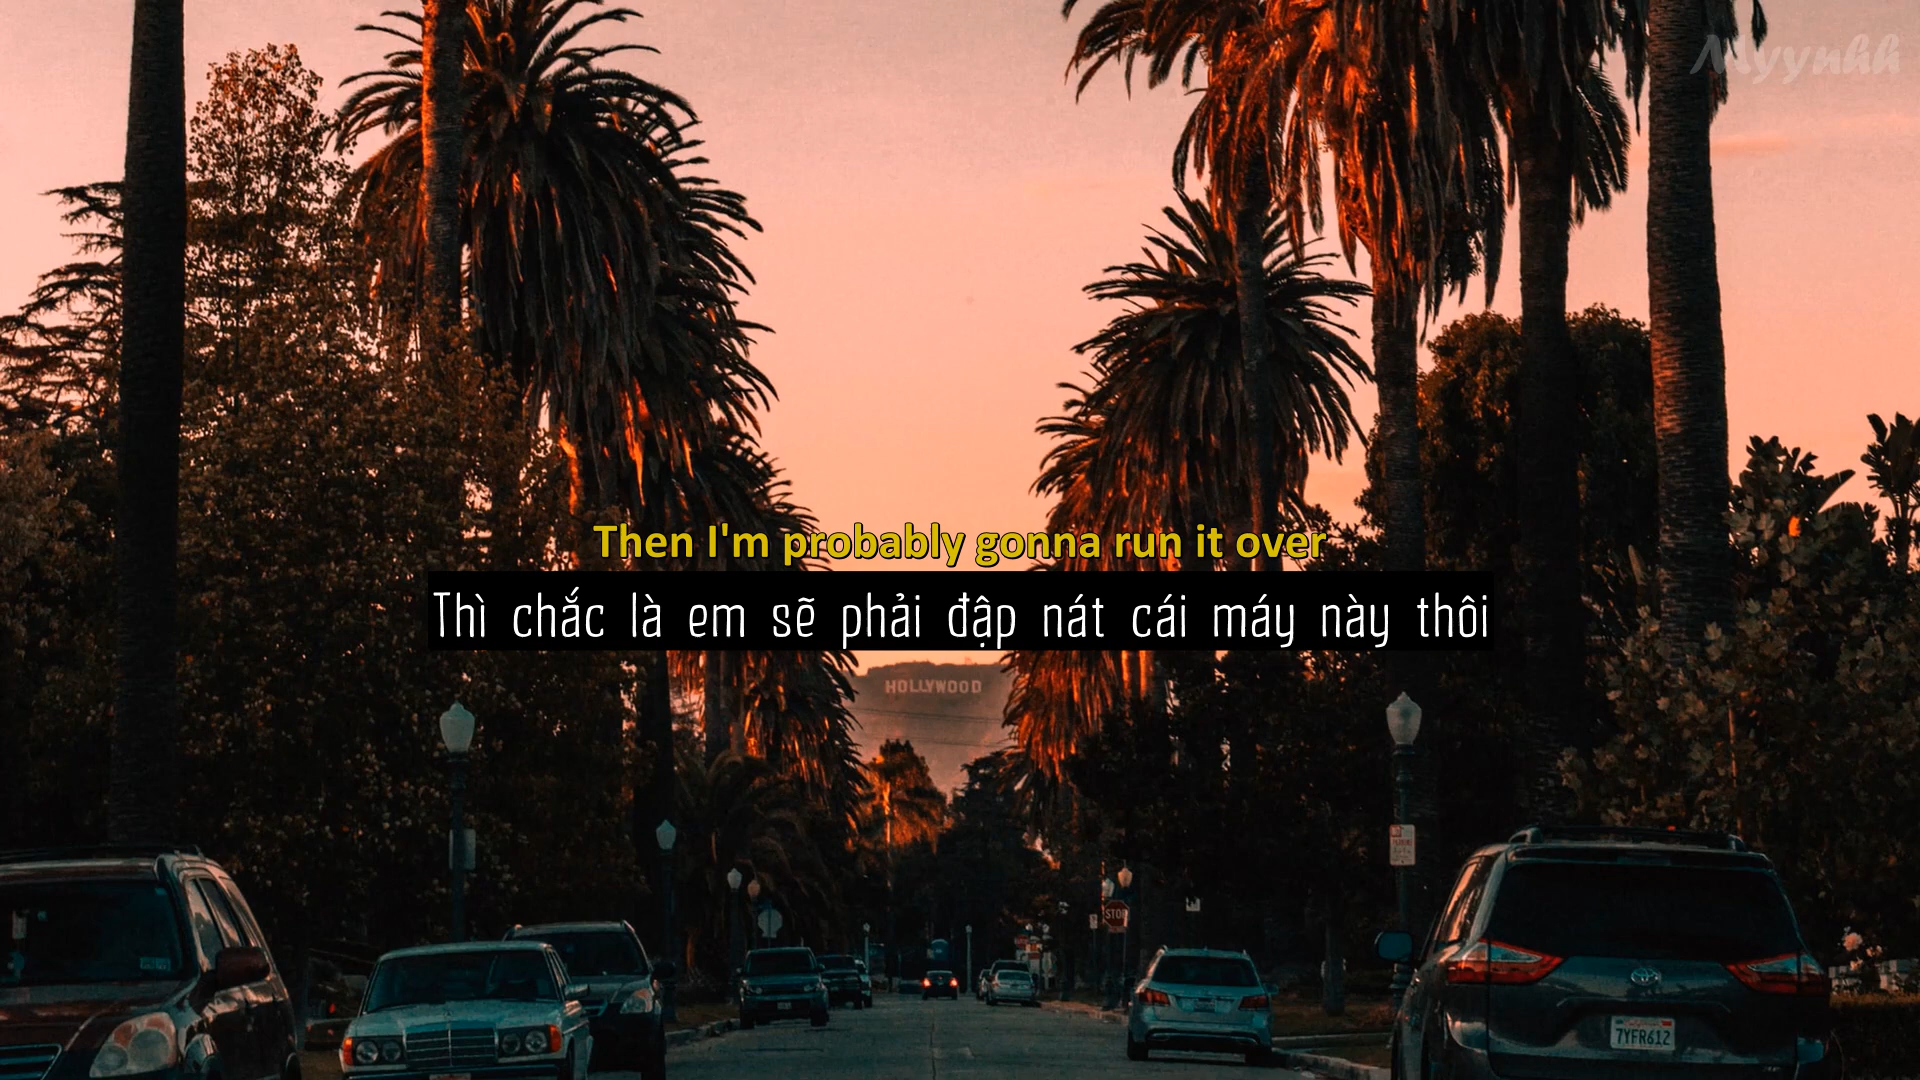 Myynhh
Then I'm probably gonna run it over
Thì chắc là em sẽ phải đập nát cái máy này thôi
HOLLYWOOD
STOP
7YFR612